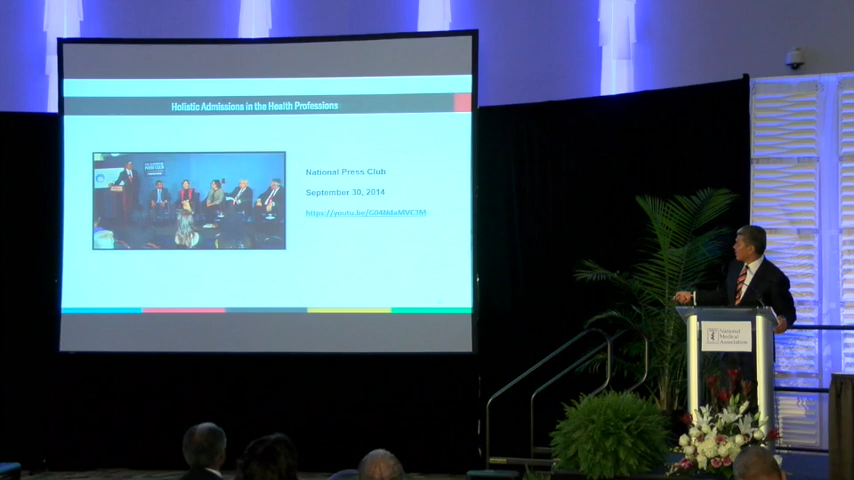 Holistic Admissions in the Health Professions
National Press Club
September 30, 2014
National
Medical
Association